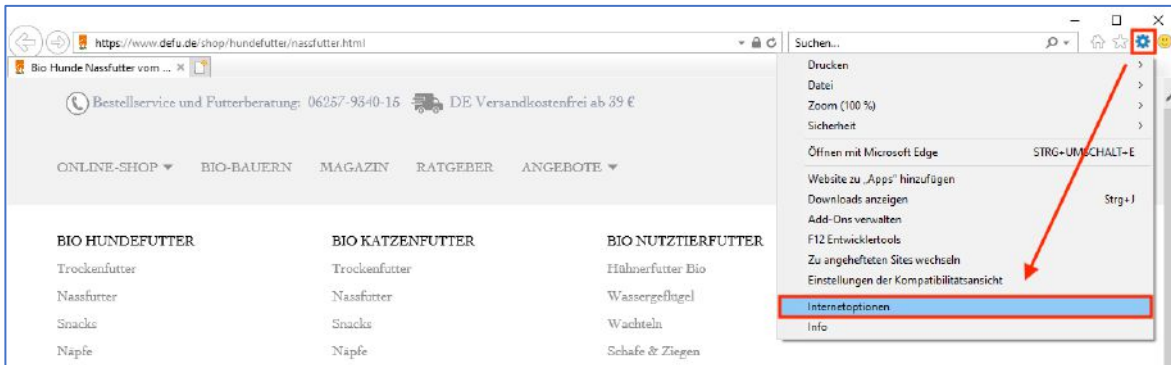 https://www.defu.de/shop/hundefutter/nassfutter.html
Suchen...
Bio Hunde Nassfutter vom ...
Bestellservice und Futterberatung: 06257-9340-15 DE Versandkostenfrei ab 39 €
ONLINE-SHOP BIO-BAUERN MAGAZIN RATGEBER ANGEBOTE
BIO HUNDEFUTTER BIO KATZENFUTTER BIO NUTZTIERFUTTER
Trockenfutter Trockenfutter Hühnerfutter Bio
Nassfutter Nassfutter Wassergeflügel
Snacks Snacks Wachteln
Näpfe Näpfe Schafe & Ziegen
Drucken
Datei
Zoom (100 %)
Sicherheit
Öffnen mit Microsoft Edge STRG+UMSCHALT+E
Website zu „Apps" hinzufügen
Downloads anzeigen Strg+J
Add-Ons verwalten
F12 Entwicklertools
Zu angehefteten Sites wechseln
Einstellungen der Kompatibilitätsansicht
Internetoptionen
Info